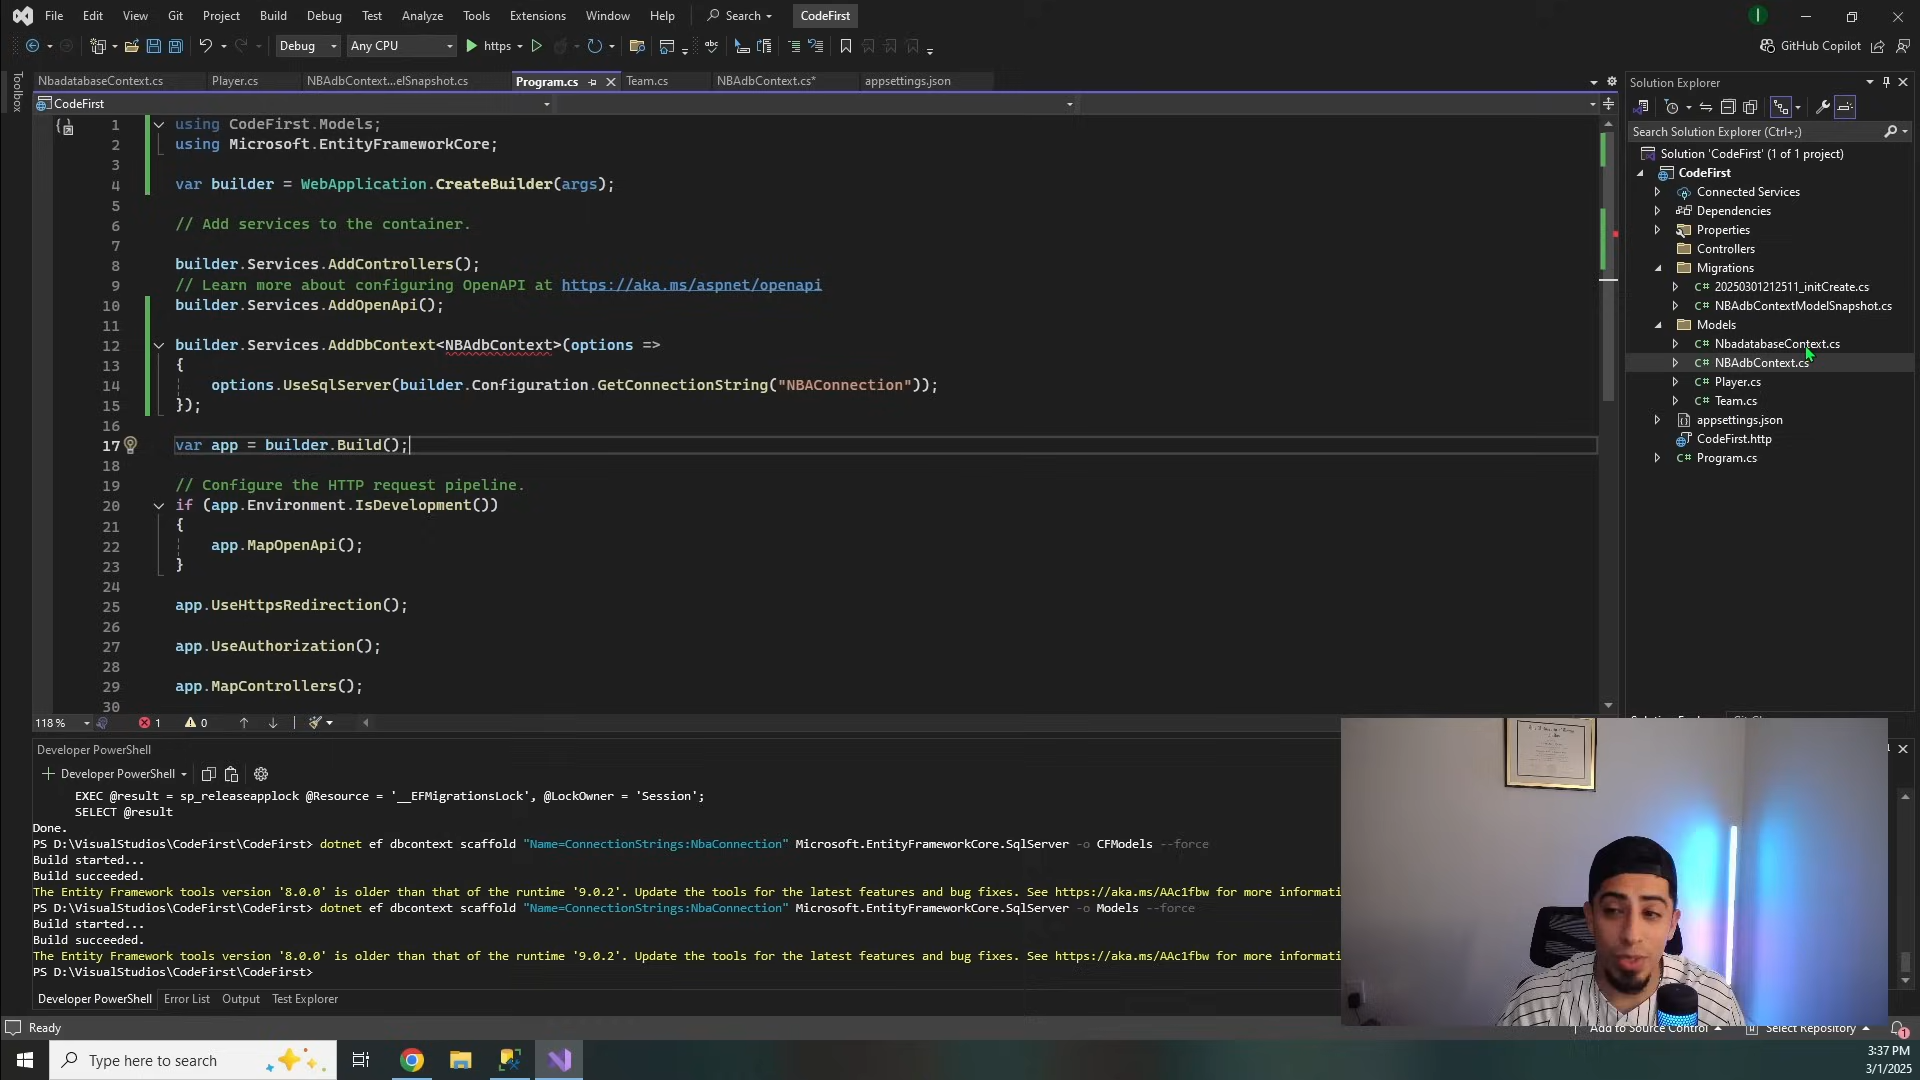 File Edit View Git Project Build Debug Test Analyze Tools Extensions Window Help Search CodeFirst
Debug Any CPU https GitHub Copilot
Toolbox
NbadatabaseContext.cs Player.cs NBAdbContext...elSnapshot.cs Program.cs Team.cs NBAdbContext.cs* appsettings.json
CodeFirst
1 using CodeFirst.Models;
2 using Microsoft.EntityFrameworkCore;
3
4 var builder = WebApplication.CreateBuilder(args);
5
6 // Add services to the container.
7
8 builder.Services.AddControllers();
9 // Learn more about configuring OpenAPI at https://aka.ms/aspnet/openapi
10 builder.Services.AddOpenApi();
11
12 builder.Services.AddDbContext<NBAdbContext>(options =>
13 {
14 options.UseSqlServer(builder.Configuration.GetConnectionString("NBAConnection"));
15 });
16
17 var app = builder.Build();
18
19 // Configure the HTTP request pipeline.
20 if (app.Environment.IsDevelopment())
21 {
22 app.MapOpenApi();
23 }
24
25 app.UseHttpsRedirection();
26
27 app.UseAuthorization();
28
29 app.MapControllers();
30
118 % 1 0
Solution Explorer
Search Solution Explorer (Ctrl+;)
Solution 'CodeFirst' (1 of 1 project)
CodeFirst
Connected Services
Dependencies
Properties
Controllers
Migrations
20250301212511_initCreate.cs
NBAdbContextModelSnapshot.cs
Models
NbadatabaseContext.cs
NBAdbContext.cs
Player.cs
Team.cs
appsettings.json
CodeFirst.http
Program.cs
Developer PowerShell
Developer PowerShell
EXEC @result = sp_releaseapplock @Resource = '__EFMigrationsLock', @LockOwner = 'Session';
SELECT @result
Done.
PS D:\VisualStudios\CodeFirst\CodeFirst> dotnet ef dbcontext scaffold "Name=ConnectionStrings:NbaConnection" Microsoft.EntityFrameworkCore.SqlServer -o CFModels --force
Build started...
Build succeeded.
The Entity Framework tools version '8.0.0' is older than that of the runtime '9.0.2'. Update the tools for the latest features and bug fixes. See https://aka.ms/AAc1fbw for more informati
PS D:\VisualStudios\CodeFirst\CodeFirst> dotnet ef dbcontext scaffold "Name=ConnectionStrings:NbaConnection" Microsoft.EntityFrameworkCore.SqlServer -o Models --force
Build started...
Build succeeded.
The Entity Framework tools version '8.0.0' is older than that of the runtime '9.0.2'. Update the tools for the latest features and bug fixes. See https://aka.ms/AAc1fbw for more informati
PS D:\VisualStudios\CodeFirst\CodeFirst>
Developer PowerShell Error List Output Test Explorer
Ready Add to Source Control Select Repository
Type here to search
3:37 PM
3/1/2025